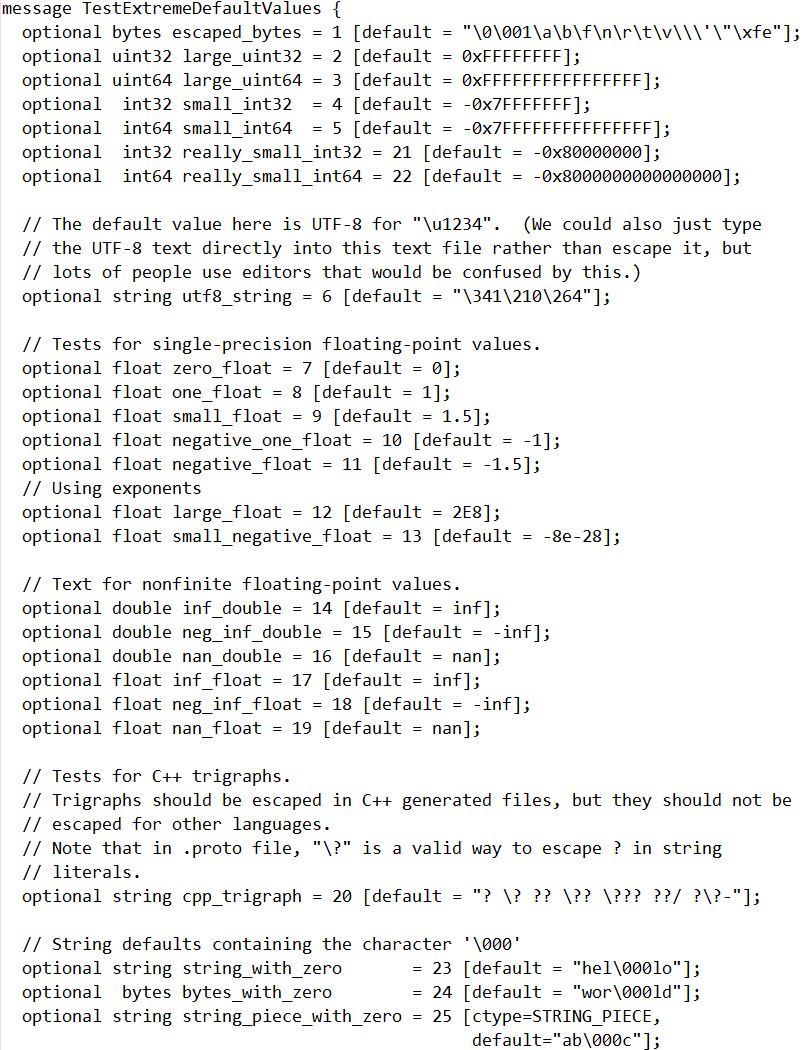 message TestExtremeDefaultValues {
  optional bytes escaped_bytes = 1 [default = "\0\001\a\b\f\n\r\t\v\\\'\"\xfe"];
  optional uint32 large_uint32 = 2 [default = 0xFFFFFFFF];
  optional uint64 large_uint64 = 3 [default = 0xFFFFFFFFFFFFFFFF];
  optional  int32 small_int32  = 4 [default = -0x7FFFFFFF];
  optional  int64 small_int64  = 5 [default = -0x7FFFFFFFFFFFFFFF];
  optional  int32 really_small_int32 = 21 [default = -0x80000000];
  optional  int64 really_small_int64 = 22 [default = -0x8000000000000000];

  // The default value here is UTF-8 for "\u1234".  (We could also just type
  // the UTF-8 text directly into this text file rather than escape it, but
  // lots of people use editors that would be confused by this.)
  optional string utf8_string = 6 [default = "\341\210\264"];

  // Tests for single-precision floating-point values.
  optional float zero_float = 7 [default = 0];
  optional float one_float = 8 [default = 1];
  optional float small_float = 9 [default = 1.5];
  optional float negative_one_float = 10 [default = -1];
  optional float negative_float = 11 [default = -1.5];
  // Using exponents
  optional float large_float = 12 [default = 2E8];
  optional float small_negative_float = 13 [default = -8e-28];

  // Text for nonfinite floating-point values.
  optional double inf_double = 14 [default = inf];
  optional double neg_inf_double = 15 [default = -inf];
  optional double nan_double = 16 [default = nan];
  optional float inf_float = 17 [default = inf];
  optional float neg_inf_float = 18 [default = -inf];
  optional float nan_float = 19 [default = nan];

  // Tests for C++ trigraphs.
  // Trigraphs should be escaped in C++ generated files, but they should not be
  // escaped for other languages.
  // Note that in .proto file, "\?" is a valid way to escape ? in string
  // literals.
  optional string cpp_trigraph = 20 [default = "? \? ?? \?? \??? ??/ ?\?-"];

  // String defaults containing the character '\000'
  optional string string_with_zero       = 23 [default = "hel\000lo"];
  optional  bytes bytes_with_zero        = 24 [default = "wor\000ld"];
  optional string string_piece_with_zero = 25 [ctype=STRING_PIECE,
                                               default="ab\000c"];